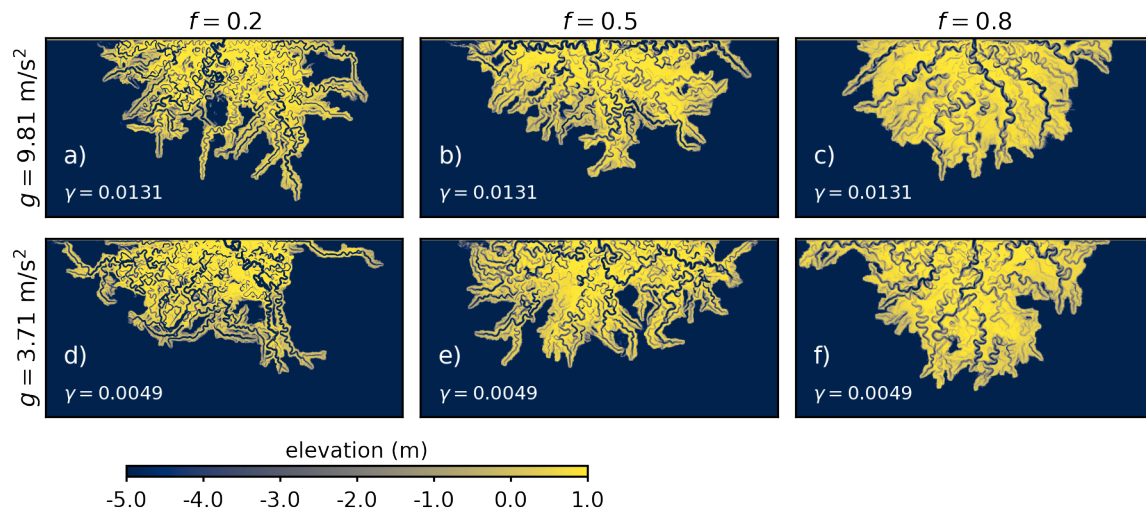 f = 0.2
f = 0.5
f = 0.8
g = 9.81 m/s²
a)
γ = 0.0131
b)
γ = 0.0131
c)
γ = 0.0131
g = 3.71 m/s²
d)
γ = 0.0049
e)
γ = 0.0049
f)
γ = 0.0049
elevation (m)
-5.0 -4.0 -3.0 -2.0 -1.0 0.0 1.0